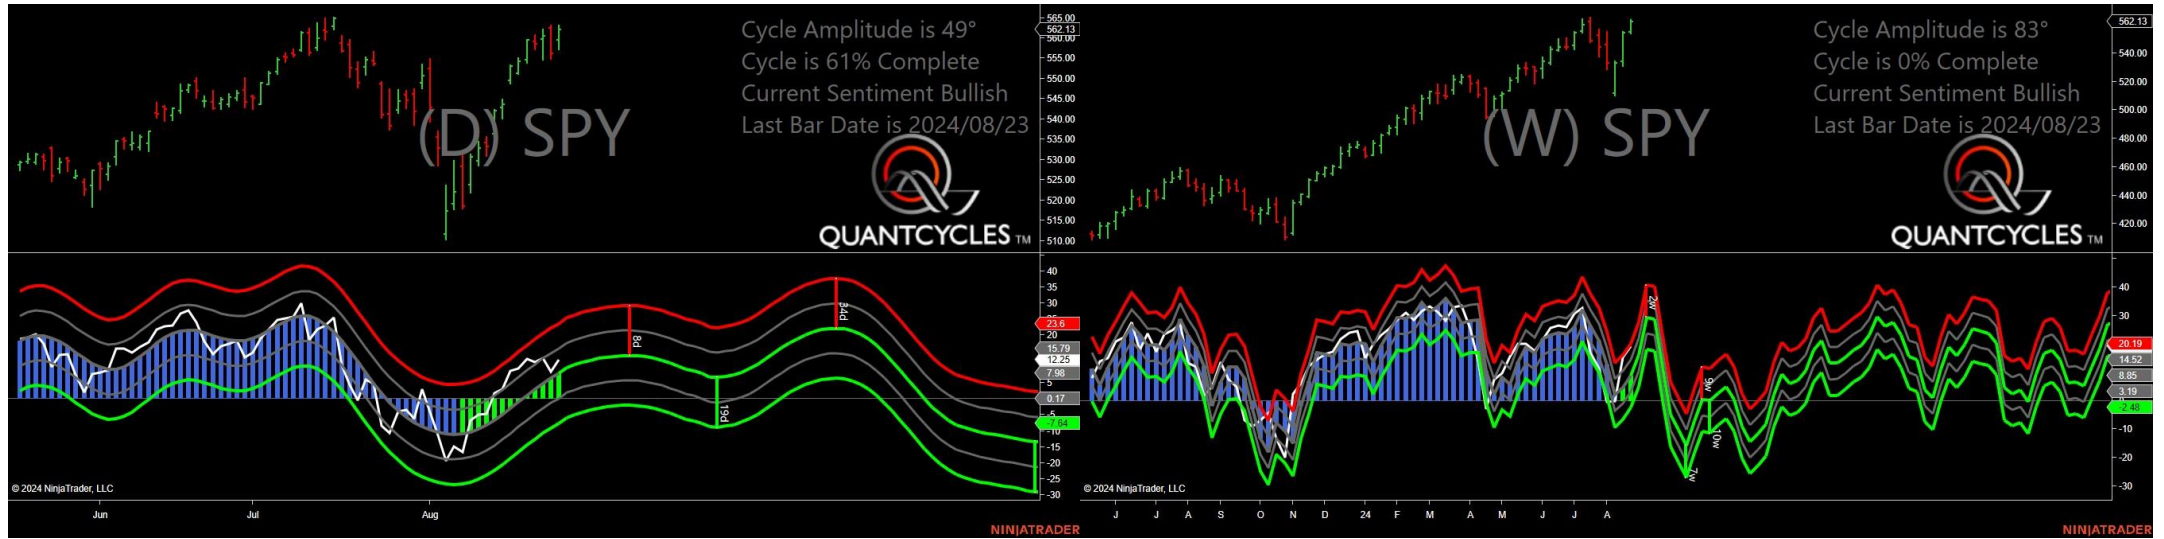 Cycle Amplitude is 49°
Cycle is 61% Complete
Current Sentiment Bullish
Last Bar Date is 2024/08/23
(D) SPY
QUANTCYCLES TM
565.00
562.13
560.00
555.00
550.00
545.00
540.00
535.00
530.00
525.00
520.00
515.00
510.00
40
35
30
25
23.6
20
15.79
12.25
7.98
5
0.17
-5
-7.64
-10
-15
-20
-25
-30
8d
19d
34d
© 2024 NinjaTrader, LLC
Jun
Jul
Aug
NINJATRADER
Cycle Amplitude is 83°
Cycle is 0% Complete
Current Sentiment Bullish
Last Bar Date is 2024/08/23
(W) SPY
QUANTCYCLES TM
562.13
540.00
520.00
500.00
480.00
460.00
440.00
420.00
40
30
20.19
14.52
8.85
3.19
-2.48
-10
-20
-30
2w
7w
9w
10w
© 2024 NinjaTrader, LLC
J J A S O N D 24 F M A M J J A
NINJATRADER